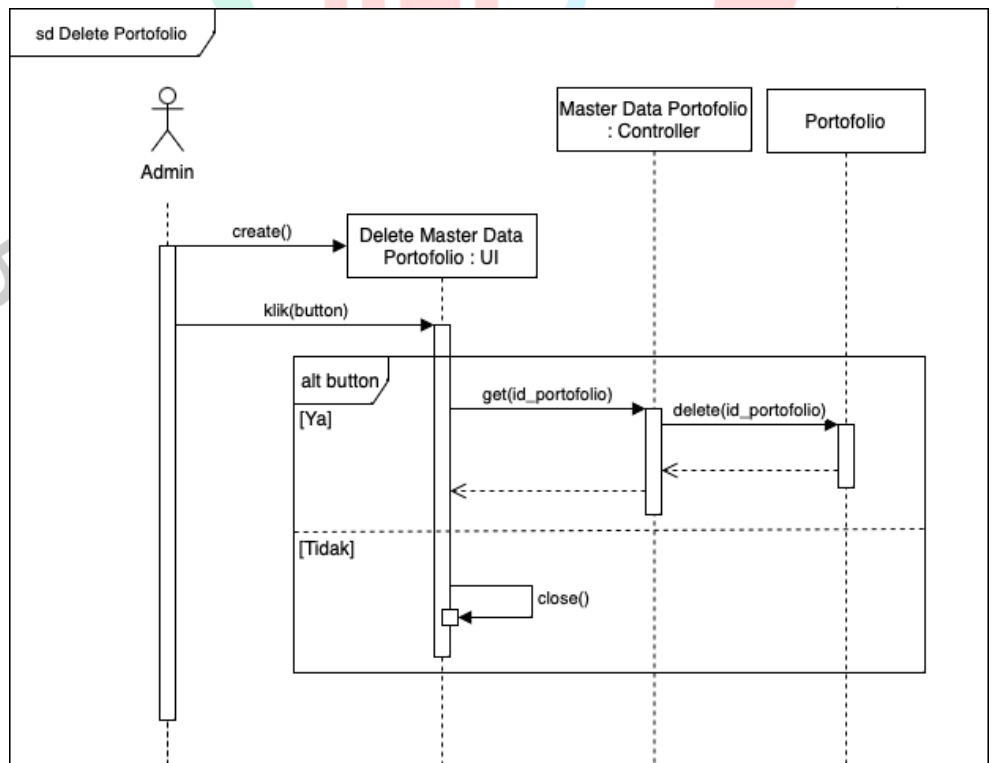 sd Delete Portofolio
Master Data Portofolio
: Controller
Portofolio
Admin
create()
Delete Master Data
Portofolio : UI
klik(button)
alt button
get(id_portofolio)
delete(id_portofolio)
[Ya]
[Tidak]
close()